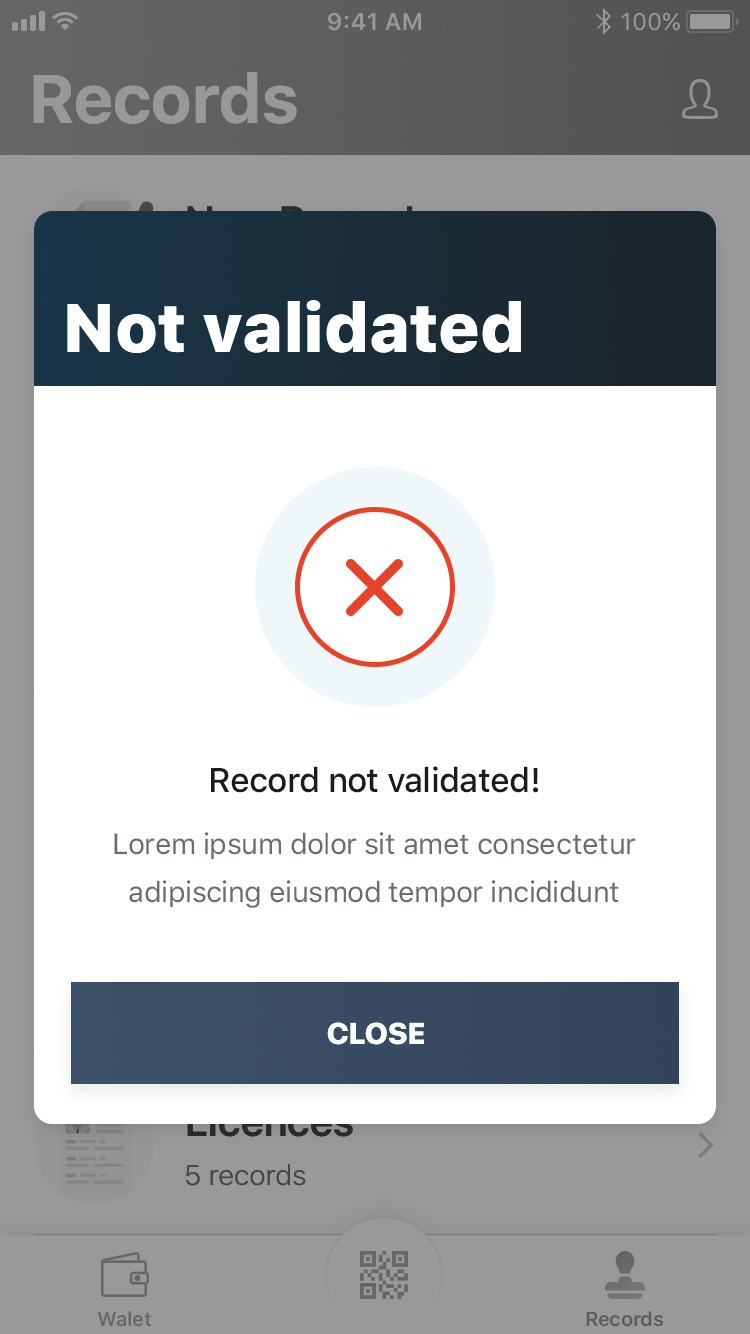 9:41 AM
100%
Records
Not validated
Record not validated!
Lorem ipsum dolor sit amet consectetur
adipiscing eiusmod tempor incididunt
CLOSE
Licences
5 records
Walet
Records